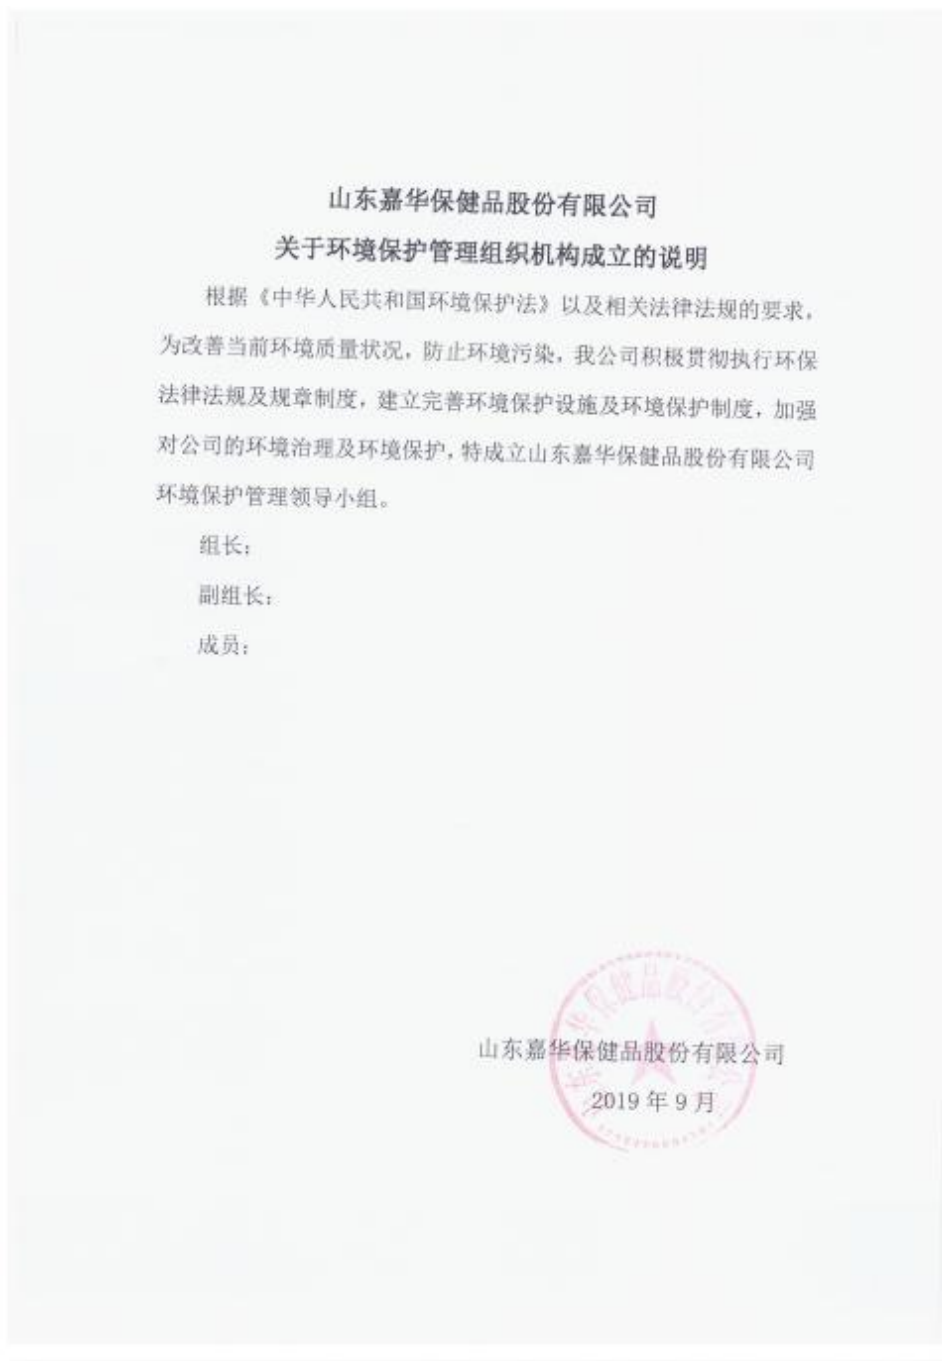 山东嘉华保健品股份有限公司
关于环境保护管理组织机构成立的说明
根据《中华人民共和国环境保护法》以及相关法律法规的要求，
为改善当前环境质量状况，防止环境污染，我公司积极贯彻执行环保
法律法规及规章制度，建立完善环境保护设施及环境保护制度，加强
对公司的环境治理及环境保护，特成立山东嘉华保健品股份有限公司
环境保护管理领导小组。
组长：
副组长：
成员：
山东嘉华保健品股份有限公司
2019 年 9 月